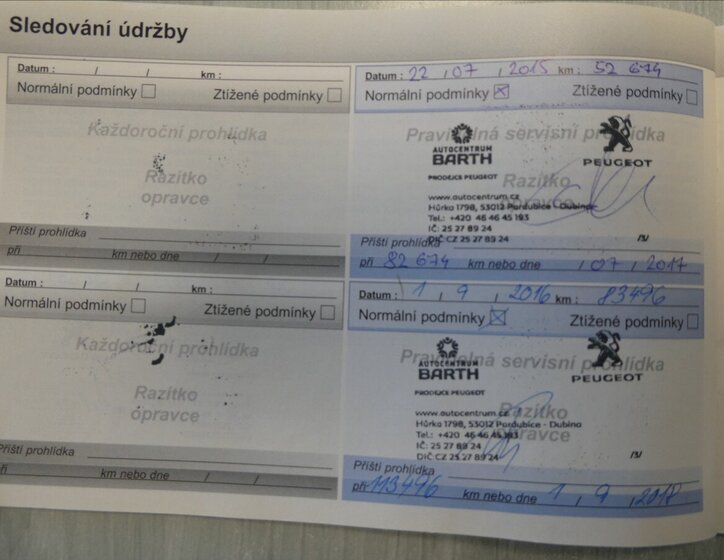 Sledování údržby
Datum : / / km :
Normální podmínky Ztížené podmínky
Každoroční prohlídka
Razítko
opravce
Příští prohlídka
při km nebo dne / /
Datum : 22 / 07 / 2015 km : 52 674
Normální podmínky Ztížené podmínky
Pravidelná servisní prohlídka
AUTOCENTRUM
BARTH
PEUGEOT
PRODEJCE PEUGEOT
Razítko
opravce
www.autocentrum.cz
Hůrka 1798, 53012 Pardubice - Dubina
Tel.: +420 46 46 45 193
IČ: 25 27 89 24
DIČ CZ 25 27 89 24 /3/
Příští prohlídka
při 82 674 km nebo dne / 07 / 2017
Datum : / / km :
Normální podmínky Ztížené podmínky
Každoroční prohlídka
Razítko
opravce
Příští prohlídka
při km nebo dne / /
Datum : 1 / 9 / 2016 km : 83496
Normální podmínky Ztížené podmínky
Pravidelná servisní prohlídka
AUTOCENTRUM
BARTH
PEUGEOT
PRODEJCE PEUGEOT
Razítko
opravce
www.autocentrum.cz
Hůrka 1798, 53012 Pardubice - Dubina
Tel.: +420 46 46 45 193
IČ: 25 27 89 24
DIČ CZ 25 27 89 24 /3/
Příští prohlídka
při 113496 km nebo dne 1 / 9 / 2018